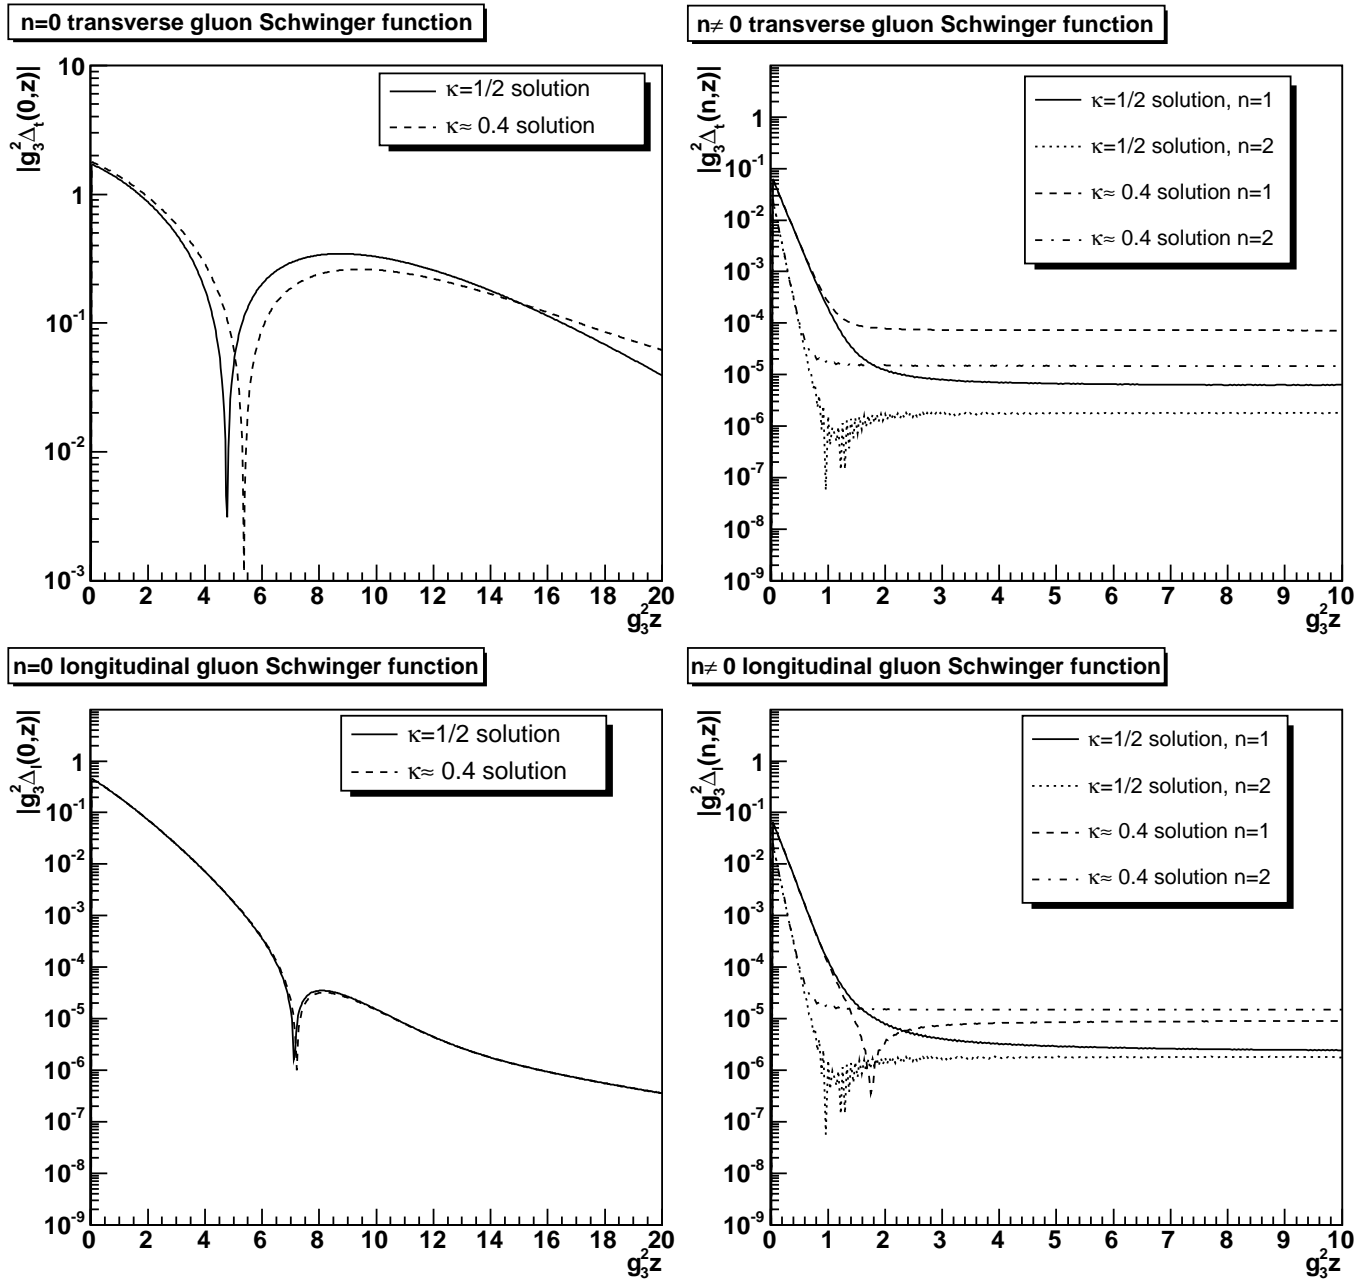 n=0 transverse gluon Schwinger function
|g₃²Δₜ(0,z)|
κ=1/2 solution
κ≈ 0.4 solution
10
1
10⁻¹
10⁻²
10⁻³
0 2 4 6 8 10 12 14 16 18 20
g₃²z
n≠ 0 transverse gluon Schwinger function
|g₃²Δₜ(n,z)|
κ=1/2 solution, n=1
κ=1/2 solution, n=2
κ≈ 0.4 solution n=1
κ≈ 0.4 solution n=2
1
10⁻¹
10⁻²
10⁻³
10⁻⁴
10⁻⁵
10⁻⁶
10⁻⁷
10⁻⁸
10⁻⁹
0 1 2 3 4 5 6 7 8 9 10
g₃²z
n=0 longitudinal gluon Schwinger function
|g₃²Δₗ(0,z)|
κ=1/2 solution
κ≈ 0.4 solution
1
10⁻¹
10⁻²
10⁻³
10⁻⁴
10⁻⁵
10⁻⁶
10⁻⁷
10⁻⁸
10⁻⁹
0 2 4 6 8 10 12 14 16 18 20
g₃²z
n≠ 0 longitudinal gluon Schwinger function
|g₃²Δₗ(n,z)|
κ=1/2 solution, n=1
κ=1/2 solution, n=2
κ≈ 0.4 solution n=1
κ≈ 0.4 solution n=2
1
10⁻¹
10⁻²
10⁻³
10⁻⁴
10⁻⁵
10⁻⁶
10⁻⁷
10⁻⁸
10⁻⁹
0 1 2 3 4 5 6 7 8 9 10
g₃²z